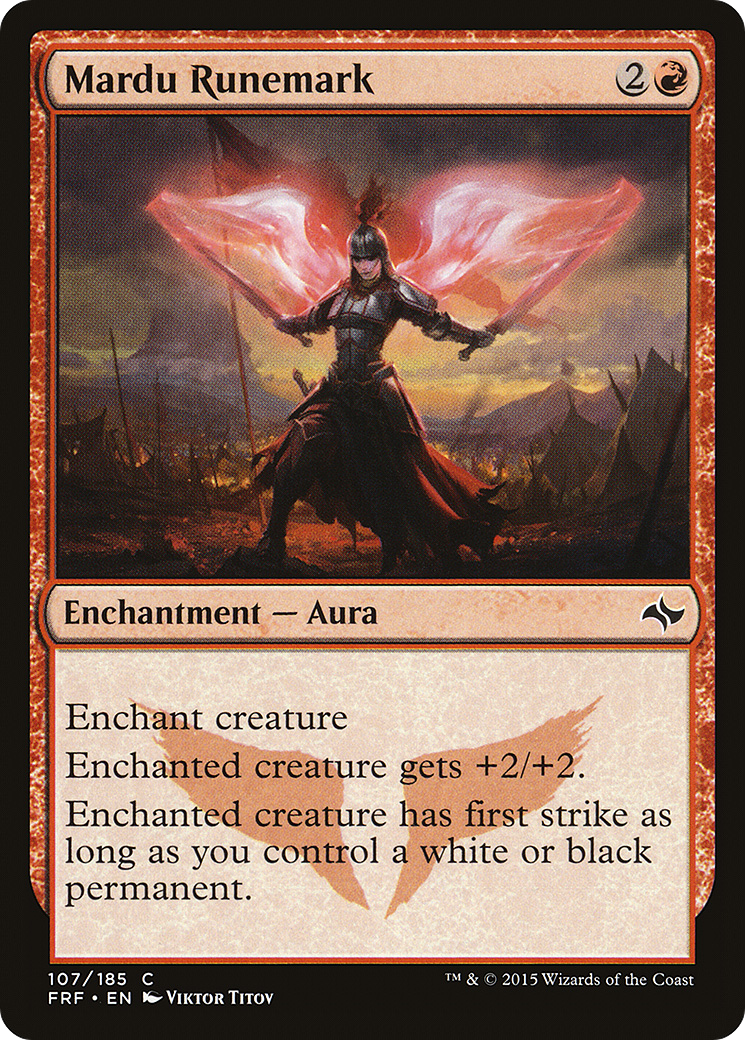 Mardu Runemark 2
Enchantment — Aura
Enchant creature
Enchanted creature gets +2/+2.
Enchanted creature has first strike as
long as you control a white or black
permanent.
107/185 C
™ & © 2015 Wizards of the Coast
FRF • EN Viktor Titov